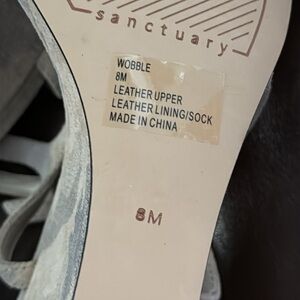 sanctuary
WOBBLE
8M
LEATHER UPPER
LEATHER LINING/SOCK
MADE IN CHINA
8M